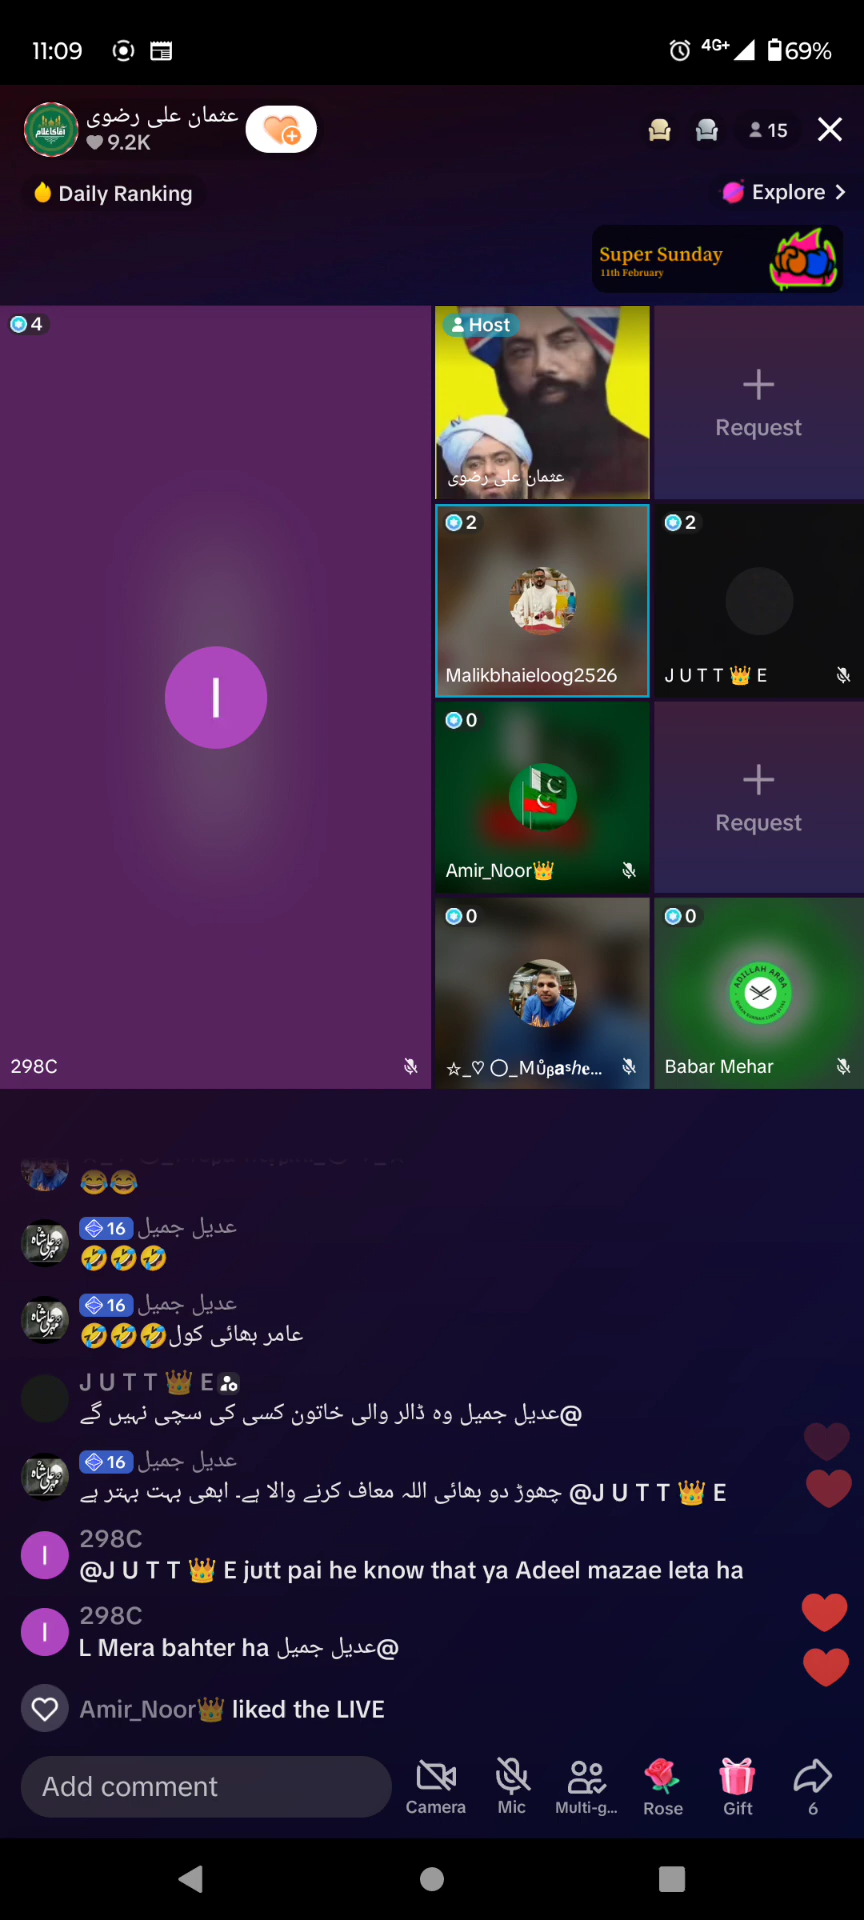 11:09
4G+
69%
عثمان علی رضوی
9.2K
15
Daily Ranking
Explore
Super Sunday
11th February
4
298C
Host
عثمان علی رضوی
Request
2
Malikbhaieloog2526
2
J U T T 👑 E
0
Amir_Noor👑
Request
0
☆_♡ ◯_Můᵦaˢℎe...
0
ADILLAH ARBA
Babar Mehar
😂😂
16 عدیل جمیل
🤣🤣🤣
16 عدیل جمیل
عامر بھائی کول🤣🤣🤣
J U T T 👑 E
@عدیل جمیل وہ ڈالر والی خاتون کسی کی سچی نہیں گے
16 عدیل جمیل
@J U T T 👑 E چھوڑ دو بھائی اللہ معاف کرنے والا ہے۔ ابھی بہت بہتر ہے
298C
@J U T T 👑 E jutt pai he know that ya Adeel mazae leta ha
298C
@عدیل جمیل L Mera bahter ha
Amir_Noor👑 liked the LIVE
Add comment
Camera
Mic
Multi-g...
Rose
Gift
6